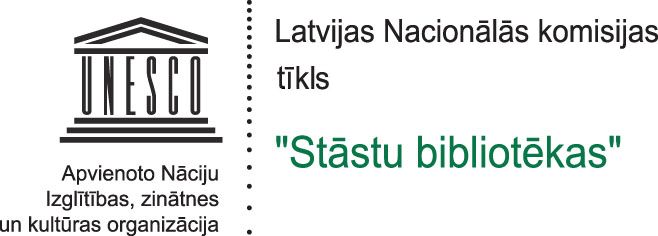 UNESCO
Apvienoto Nāciju
Izglītības, zinātnes
un kultūras organizācija
Latvijas Nacionālās komisijas
tīkls
"Stāstu bibliotēkas"